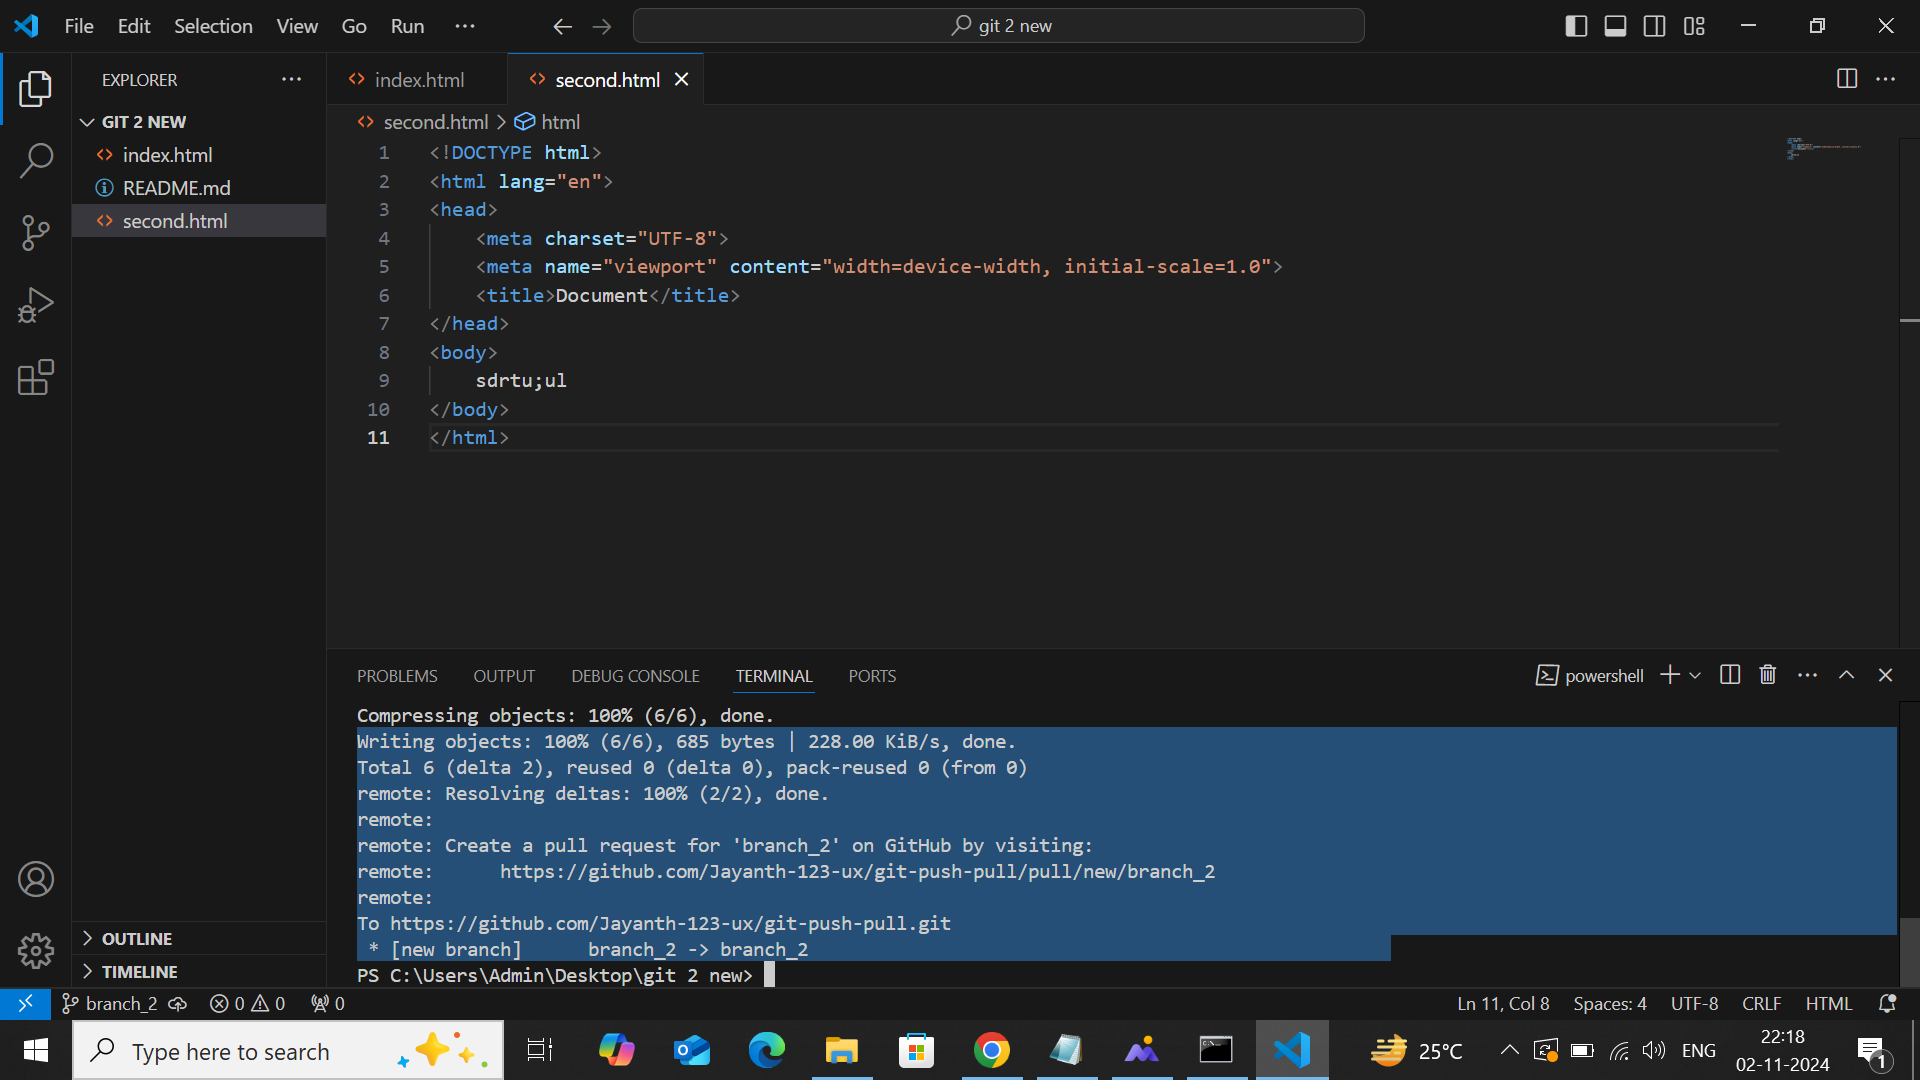 File Edit Selection View Go Run ···
git 2 new
EXPLORER
GIT 2 NEW
index.html
README.md
second.html
index.html
second.html
second.html > html
1 <!DOCTYPE html>
2 <html lang="en">
3 <head>
4 <meta charset="UTF-8">
5 <meta name="viewport" content="width=device-width, initial-scale=1.0">
6 <title>Document</title>
7 </head>
8 <body>
9 sdrtu;ul
10 </body>
11 </html>
OUTLINE
TIMELINE
PROBLEMS OUTPUT DEBUG CONSOLE TERMINAL PORTS
powershell
Compressing objects: 100% (6/6), done.
Writing objects: 100% (6/6), 685 bytes | 228.00 KiB/s, done.
Total 6 (delta 2), reused 0 (delta 0), pack-reused 0 (from 0)
remote: Resolving deltas: 100% (2/2), done.
remote:
remote: Create a pull request for 'branch_2' on GitHub by visiting:
remote:      https://github.com/Jayanth-123-ux/git-push-pull/pull/new/branch_2
remote:
To https://github.com/Jayanth-123-ux/git-push-pull.git
 * [new branch]      branch_2 -> branch_2
PS C:\Users\Admin\Desktop\git 2 new>
branch_2 0 0 0 Ln 11, Col 8 Spaces: 4 UTF-8 CRLF HTML
Type here to search
25°C
ENG
22:18
02-11-2024
1